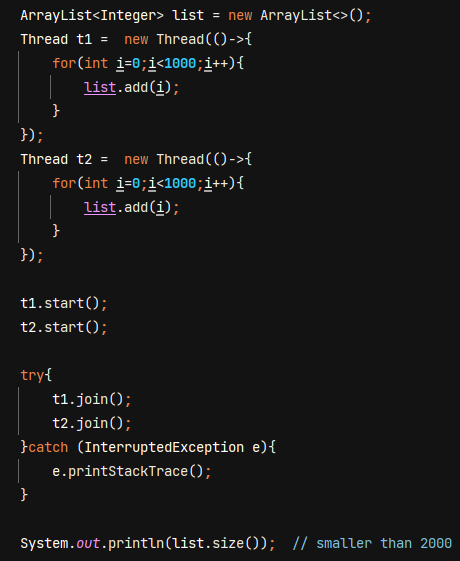 ArrayList<Integer> list = new ArrayList<>();
Thread t1 =  new Thread(()->{
    for(int i=0;i<1000;i++){
        list.add(i);
    }
});
Thread t2 =  new Thread(()->{
    for(int i=0;i<1000;i++){
        list.add(i);
    }
});

t1.start();
t2.start();

try{
    t1.join();
    t2.join();
}catch (InterruptedException e){
    e.printStackTrace();
}

System.out.println(list.size());  // smaller than 2000